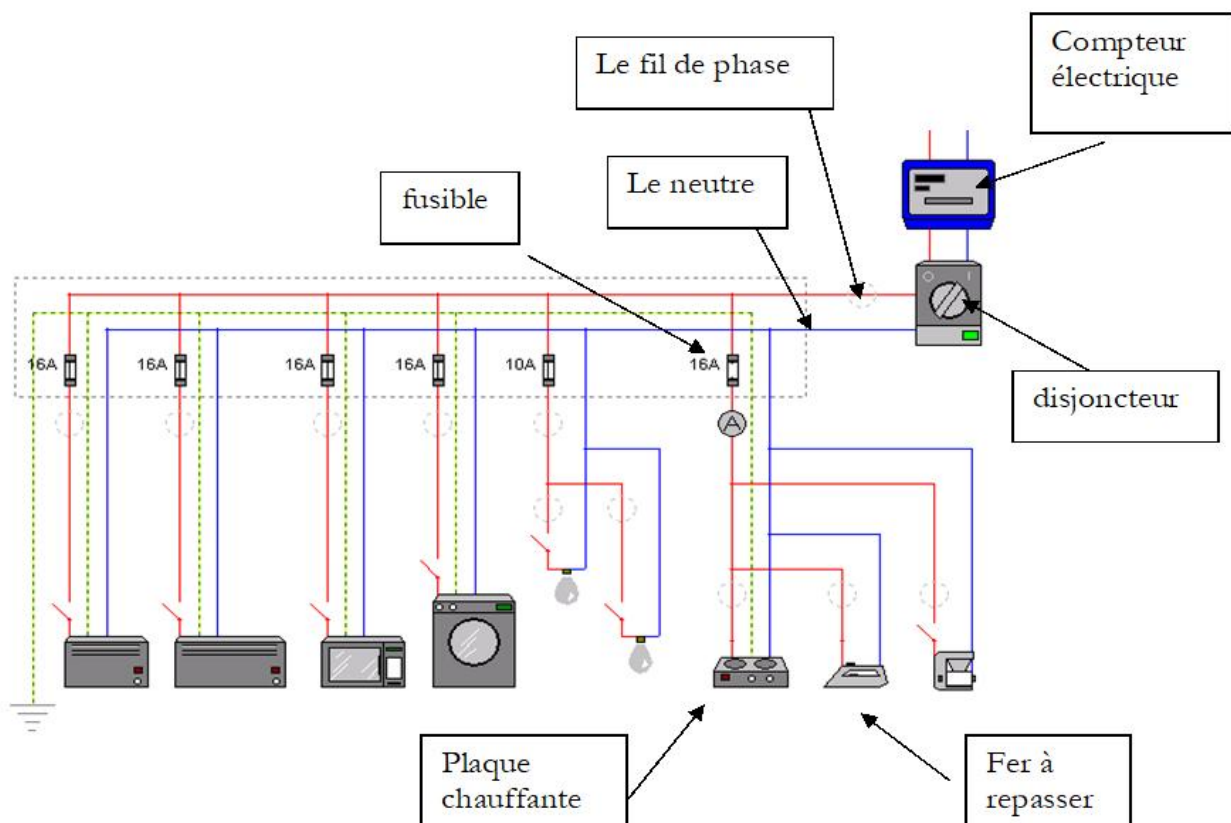 Compteur
électrique
Le fil de phase
Le neutre
fusible
16A
16A
16A
16A
10A
16A
A
O
I
disjoncteur
Plaque
chauffante
Fer à
repasser